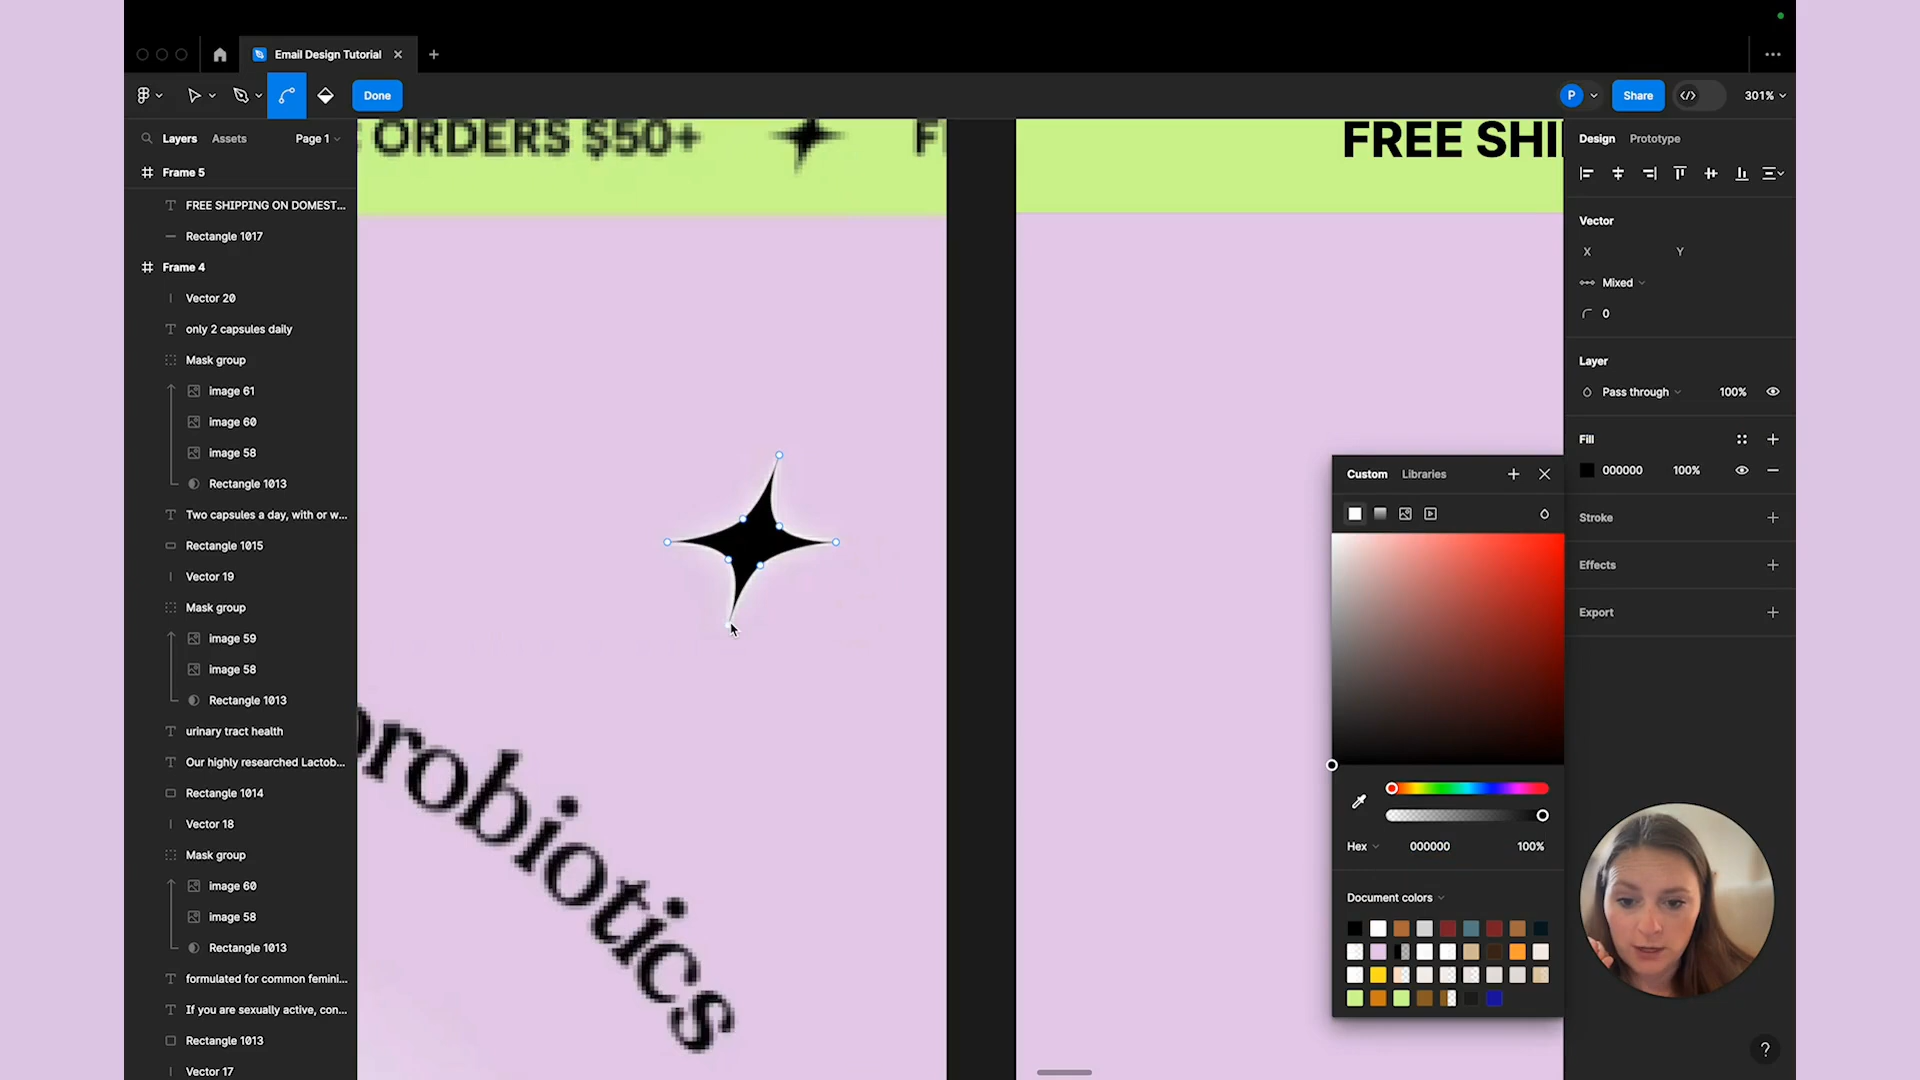 Email Design Tutorial
Done
P
Share
301%
Layers
Assets
Page 1
Design
Prototype
Frame 5
FREE SHIPPING ON DOMEST...
Rectangle 1017
Frame 4
Vector 20
only 2 capsules daily
Mask group
image 61
image 60
image 58
Rectangle 1013
Two capsules a day, with or w...
Rectangle 1015
Vector 19
Mask group
image 59
image 58
Rectangle 1013
urinary tract health
Our highly researched Lactob...
Rectangle 1014
Vector 18
Mask group
image 60
image 58
Rectangle 1013
formulated for common femini...
If you are sexually active, con...
Rectangle 1013
Vector 17
ORDERS $50+
FREE SHI
probiotics
Vector
X
Y
Mixed
0
Layer
Pass through
100%
Fill
000000
100%
Stroke
Effects
Export
Custom
Libraries
Hex
000000
100%
Document colors
?